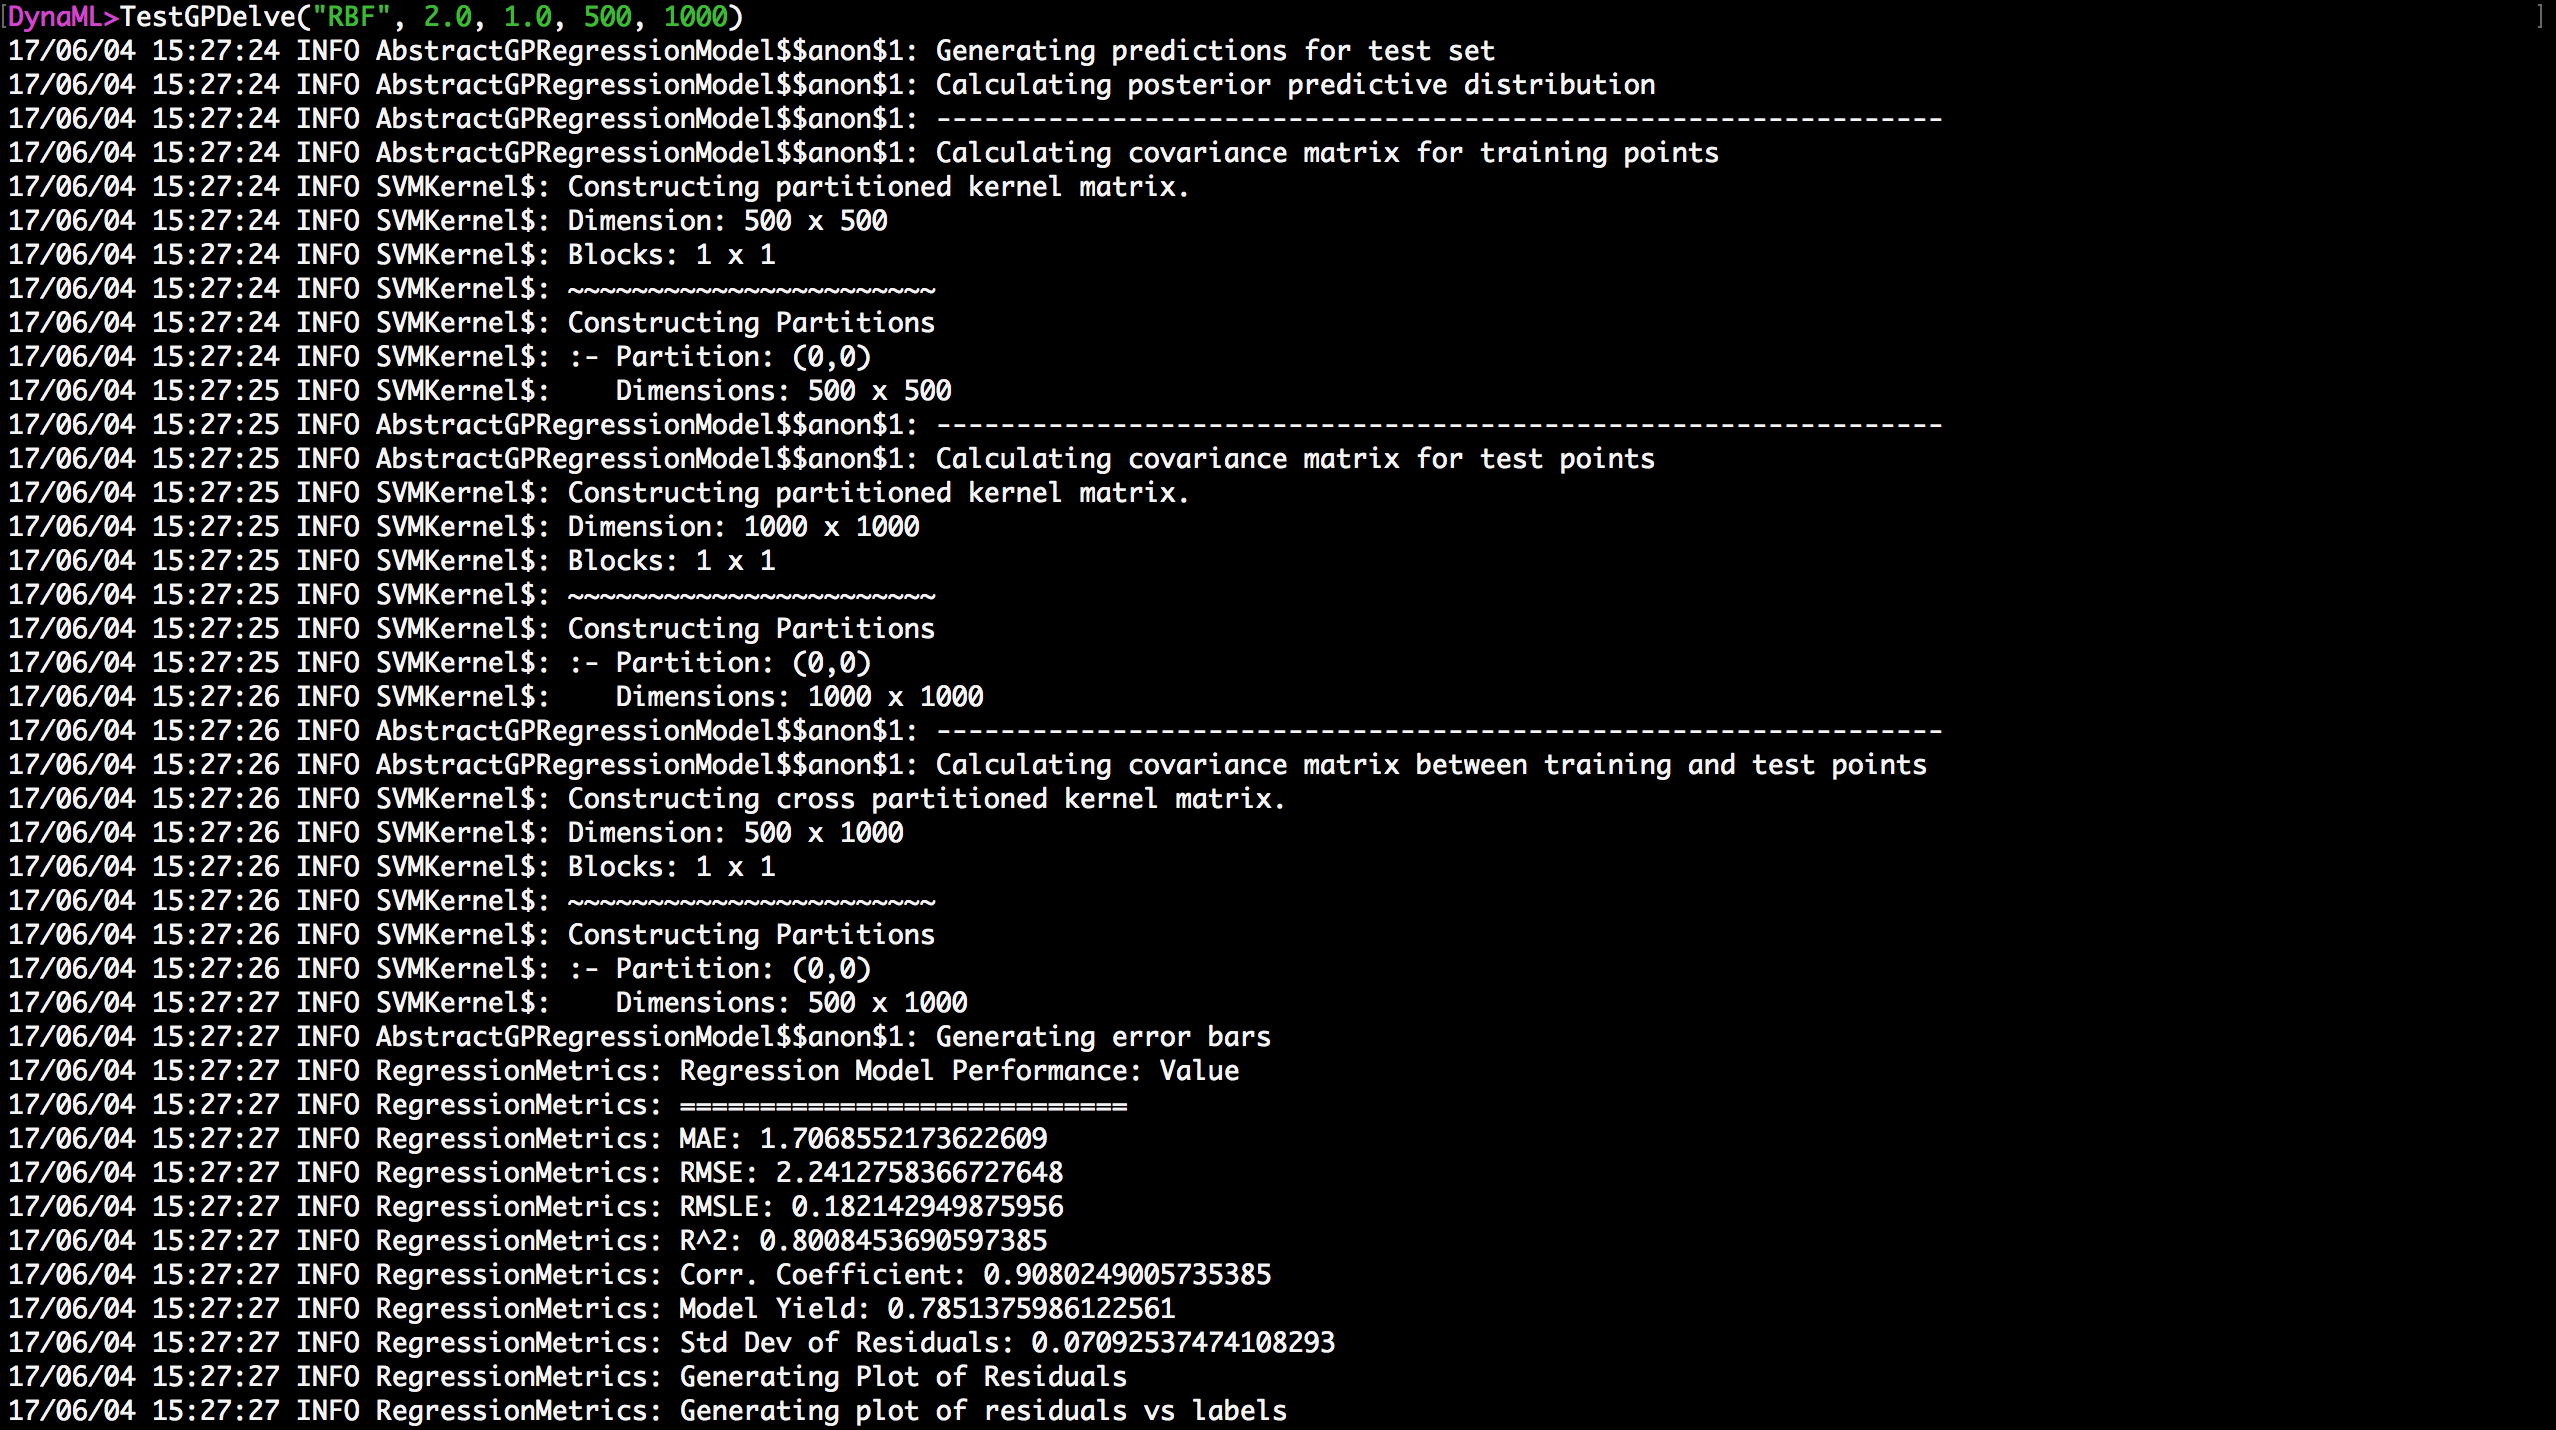 [DynaML>TestGPDelve("RBF", 2.0, 1.0, 500, 1000) ]
17/06/04 15:27:24 INFO AbstractGPRegressionModel$$anon$1: Generating predictions for test set
17/06/04 15:27:24 INFO AbstractGPRegressionModel$$anon$1: Calculating posterior predictive distribution
17/06/04 15:27:24 INFO AbstractGPRegressionModel$$anon$1: ---------------------------------------------------------------
17/06/04 15:27:24 INFO AbstractGPRegressionModel$$anon$1: Calculating covariance matrix for training points
17/06/04 15:27:24 INFO SVMKernel$: Constructing partitioned kernel matrix.
17/06/04 15:27:24 INFO SVMKernel$: Dimension: 500 x 500
17/06/04 15:27:24 INFO SVMKernel$: Blocks: 1 x 1
17/06/04 15:27:24 INFO SVMKernel$: ~~~~~~~~~~~~~~~~~~~~~~~
17/06/04 15:27:24 INFO SVMKernel$: Constructing Partitions
17/06/04 15:27:24 INFO SVMKernel$: :- Partition: (0,0)
17/06/04 15:27:25 INFO SVMKernel$:    Dimensions: 500 x 500
17/06/04 15:27:25 INFO AbstractGPRegressionModel$$anon$1: ---------------------------------------------------------------
17/06/04 15:27:25 INFO AbstractGPRegressionModel$$anon$1: Calculating covariance matrix for test points
17/06/04 15:27:25 INFO SVMKernel$: Constructing partitioned kernel matrix.
17/06/04 15:27:25 INFO SVMKernel$: Dimension: 1000 x 1000
17/06/04 15:27:25 INFO SVMKernel$: Blocks: 1 x 1
17/06/04 15:27:25 INFO SVMKernel$: ~~~~~~~~~~~~~~~~~~~~~~~
17/06/04 15:27:25 INFO SVMKernel$: Constructing Partitions
17/06/04 15:27:25 INFO SVMKernel$: :- Partition: (0,0)
17/06/04 15:27:26 INFO SVMKernel$:    Dimensions: 1000 x 1000
17/06/04 15:27:26 INFO AbstractGPRegressionModel$$anon$1: ---------------------------------------------------------------
17/06/04 15:27:26 INFO AbstractGPRegressionModel$$anon$1: Calculating covariance matrix between training and test points
17/06/04 15:27:26 INFO SVMKernel$: Constructing cross partitioned kernel matrix.
17/06/04 15:27:26 INFO SVMKernel$: Dimension: 500 x 1000
17/06/04 15:27:26 INFO SVMKernel$: Blocks: 1 x 1
17/06/04 15:27:26 INFO SVMKernel$: ~~~~~~~~~~~~~~~~~~~~~~~
17/06/04 15:27:26 INFO SVMKernel$: Constructing Partitions
17/06/04 15:27:26 INFO SVMKernel$: :- Partition: (0,0)
17/06/04 15:27:27 INFO SVMKernel$:    Dimensions: 500 x 1000
17/06/04 15:27:27 INFO AbstractGPRegressionModel$$anon$1: Generating error bars
17/06/04 15:27:27 INFO RegressionMetrics: Regression Model Performance: Value
17/06/04 15:27:27 INFO RegressionMetrics: ============================
17/06/04 15:27:27 INFO RegressionMetrics: MAE: 1.7068552173622609
17/06/04 15:27:27 INFO RegressionMetrics: RMSE: 2.2412758366727648
17/06/04 15:27:27 INFO RegressionMetrics: RMSLE: 0.182142949875956
17/06/04 15:27:27 INFO RegressionMetrics: R^2: 0.8008453690597385
17/06/04 15:27:27 INFO RegressionMetrics: Corr. Coefficient: 0.9080249005735385
17/06/04 15:27:27 INFO RegressionMetrics: Model Yield: 0.7851375986122561
17/06/04 15:27:27 INFO RegressionMetrics: Std Dev of Residuals: 0.07092537474108293
17/06/04 15:27:27 INFO RegressionMetrics: Generating Plot of Residuals
17/06/04 15:27:27 INFO RegressionMetrics: Generating plot of residuals vs labels